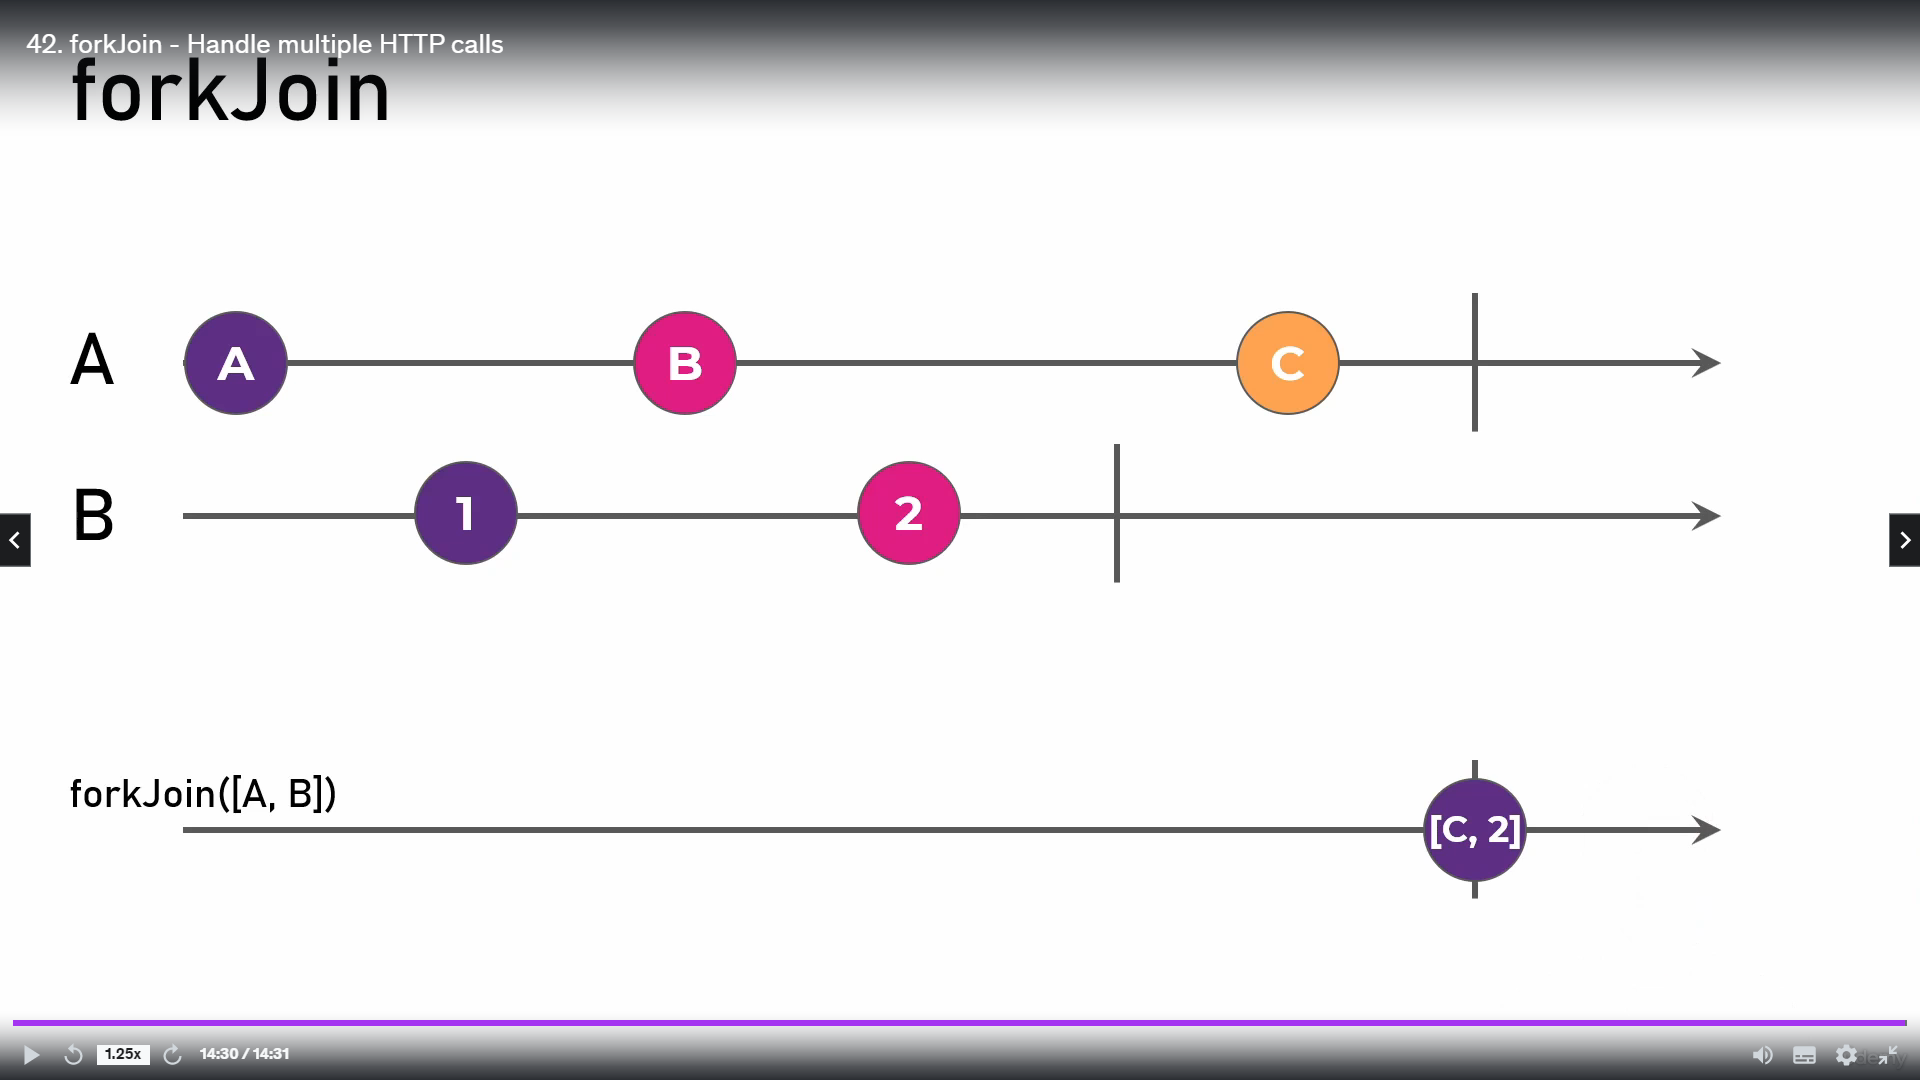 42. forkJoin - Handle multiple HTTP calls
forkJoin
A
A
B
C
B
1
2
forkJoin([A, B])
[C, 2]
1.25x
14:30 / 14:31